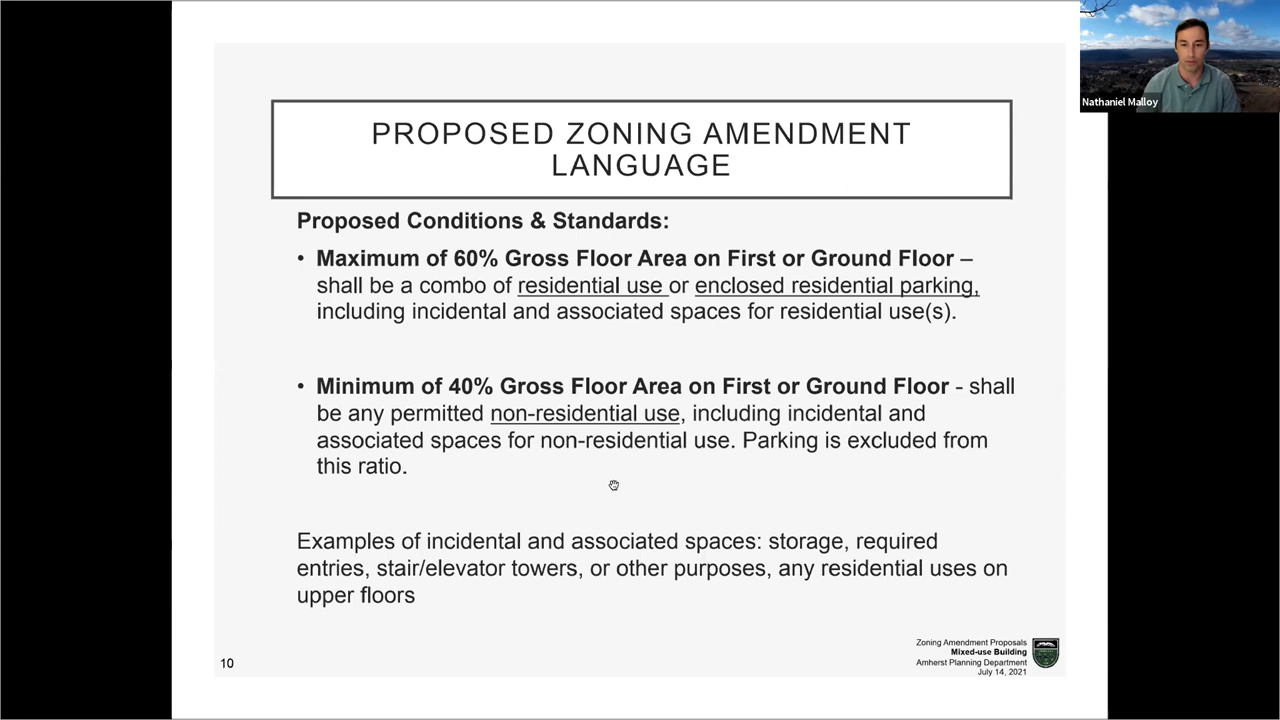 Nathaniel Malloy
PROPOSED ZONING AMENDMENT
LANGUAGE
Proposed Conditions & Standards:
• Maximum of 60% Gross Floor Area on First or Ground Floor –
shall be a combo of residential use or enclosed residential parking,
including incidental and associated spaces for residential use(s).
• Minimum of 40% Gross Floor Area on First or Ground Floor - shall
be any permitted non-residential use, including incidental and
associated spaces for non-residential use. Parking is excluded from
this ratio.
Examples of incidental and associated spaces: storage, required
entries, stair/elevator towers, or other purposes, any residential uses on
upper floors
Zoning Amendment Proposals
Mixed-use Building
Amherst Planning Department
July 14, 2021
10